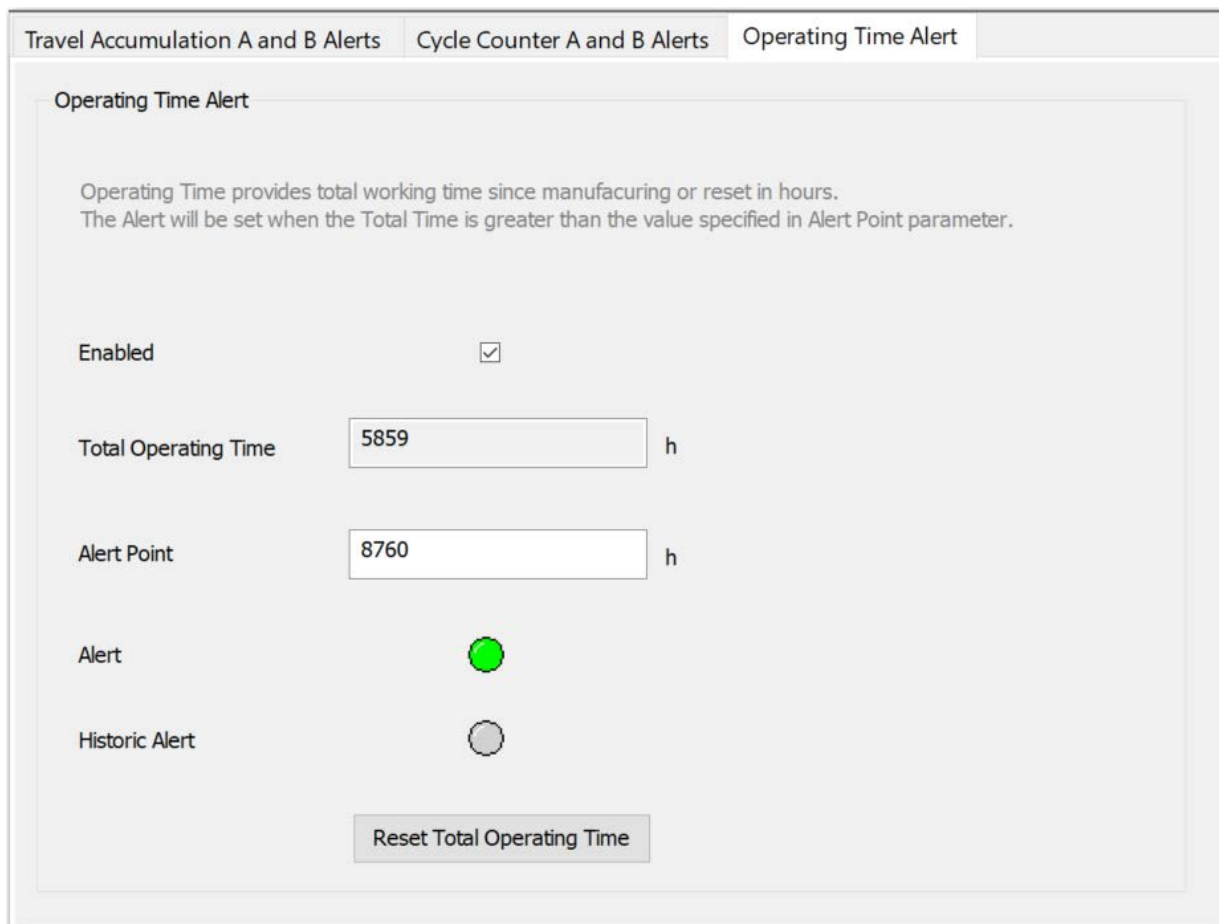 Travel Accumulation A and B Alerts
Cycle Counter A and B Alerts
Operating Time Alert
Operating Time Alert
Operating Time provides total working time since manufacuring or reset in hours.
The Alert will be set when the Total Time is greater than the value specified in Alert Point parameter.
Enabled
Total Operating Time 5859 h
Alert Point 8760 h
Alert
Historic Alert
Reset Total Operating Time